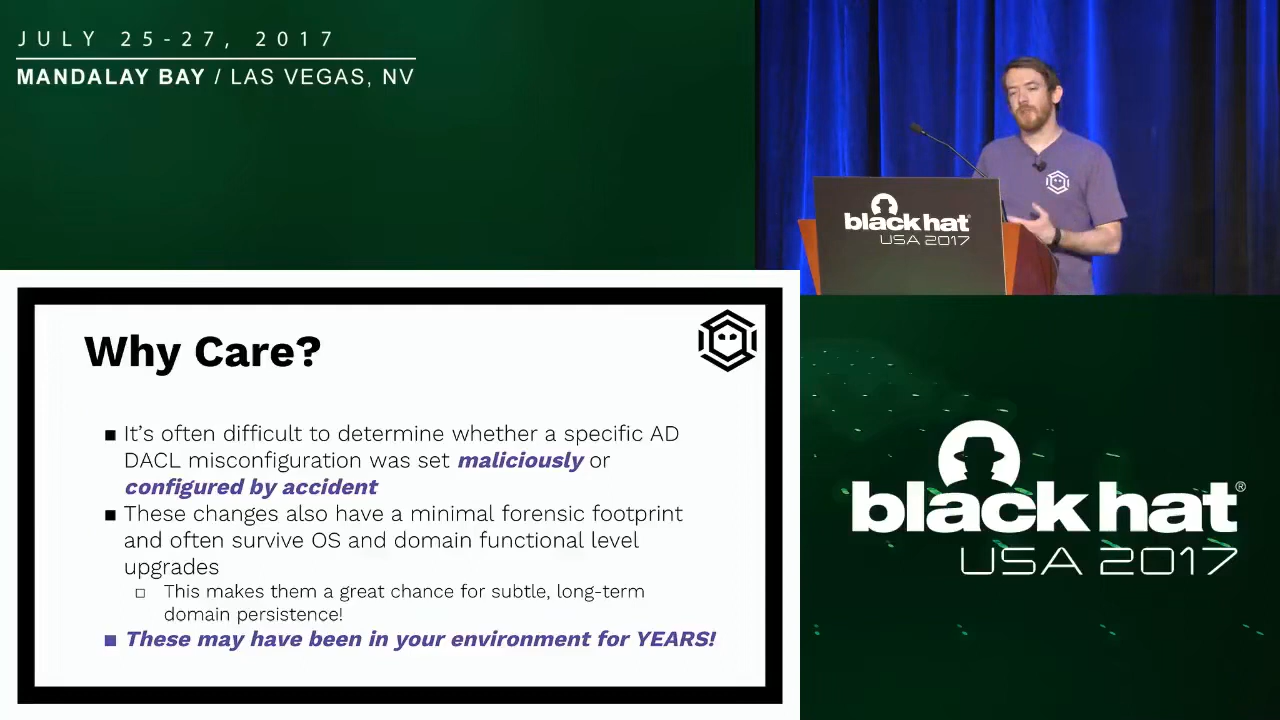 JULY 25-27, 2017
MANDALAY BAY / LAS VEGAS, NV
black hat®
USA 2017
Why Care?
■ It’s often difficult to determine whether a specific AD
DACL misconfiguration was set maliciously or
configured by accident
■ These changes also have a minimal forensic footprint
and often survive OS and domain functional level
upgrades
□ This makes them a great chance for subtle, long-term
domain persistence!
■ These may have been in your environment for YEARS!
black hat®
USA 2017